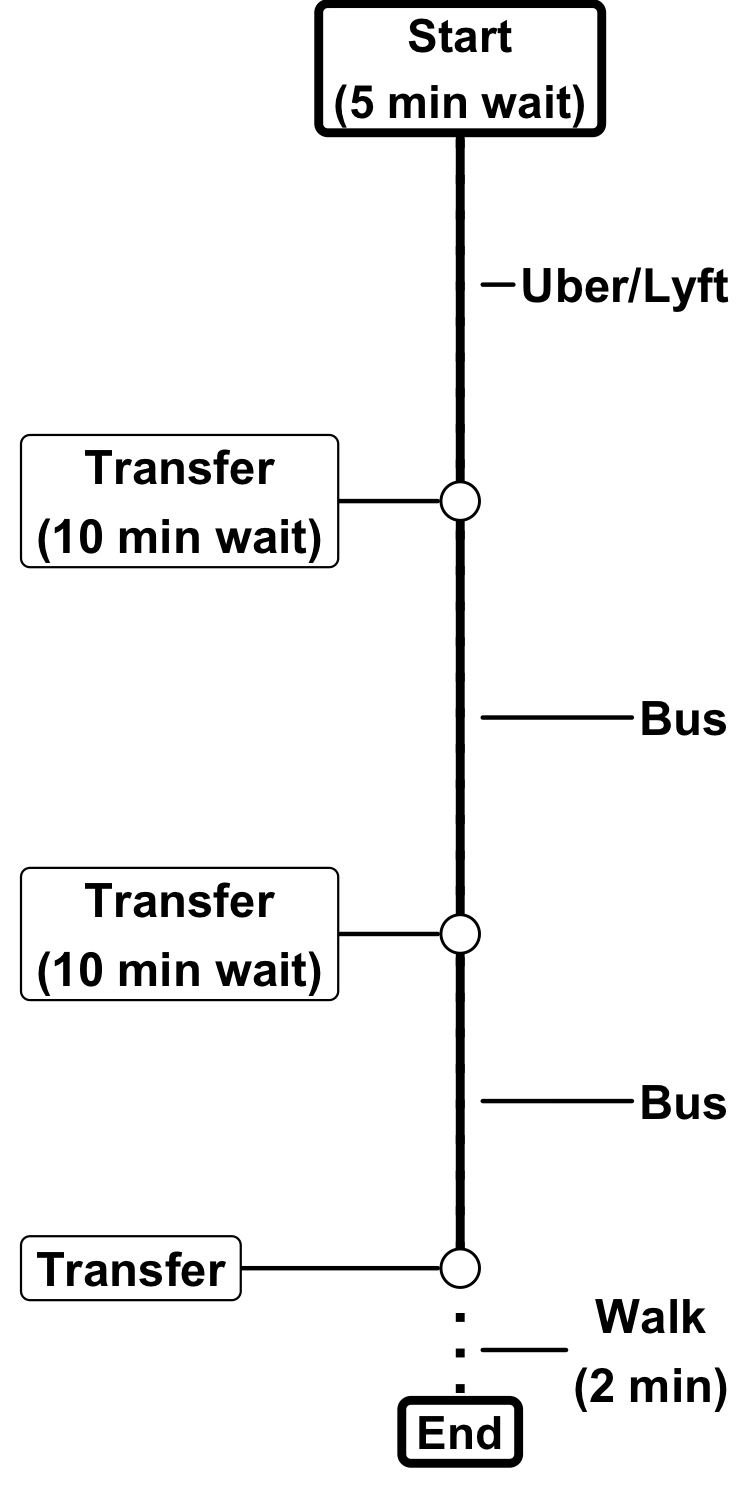 Start
(5 min wait)
Uber/Lyft
Transfer
(10 min wait)
Bus
Transfer
(10 min wait)
Bus
Transfer
Walk
(2 min)
End